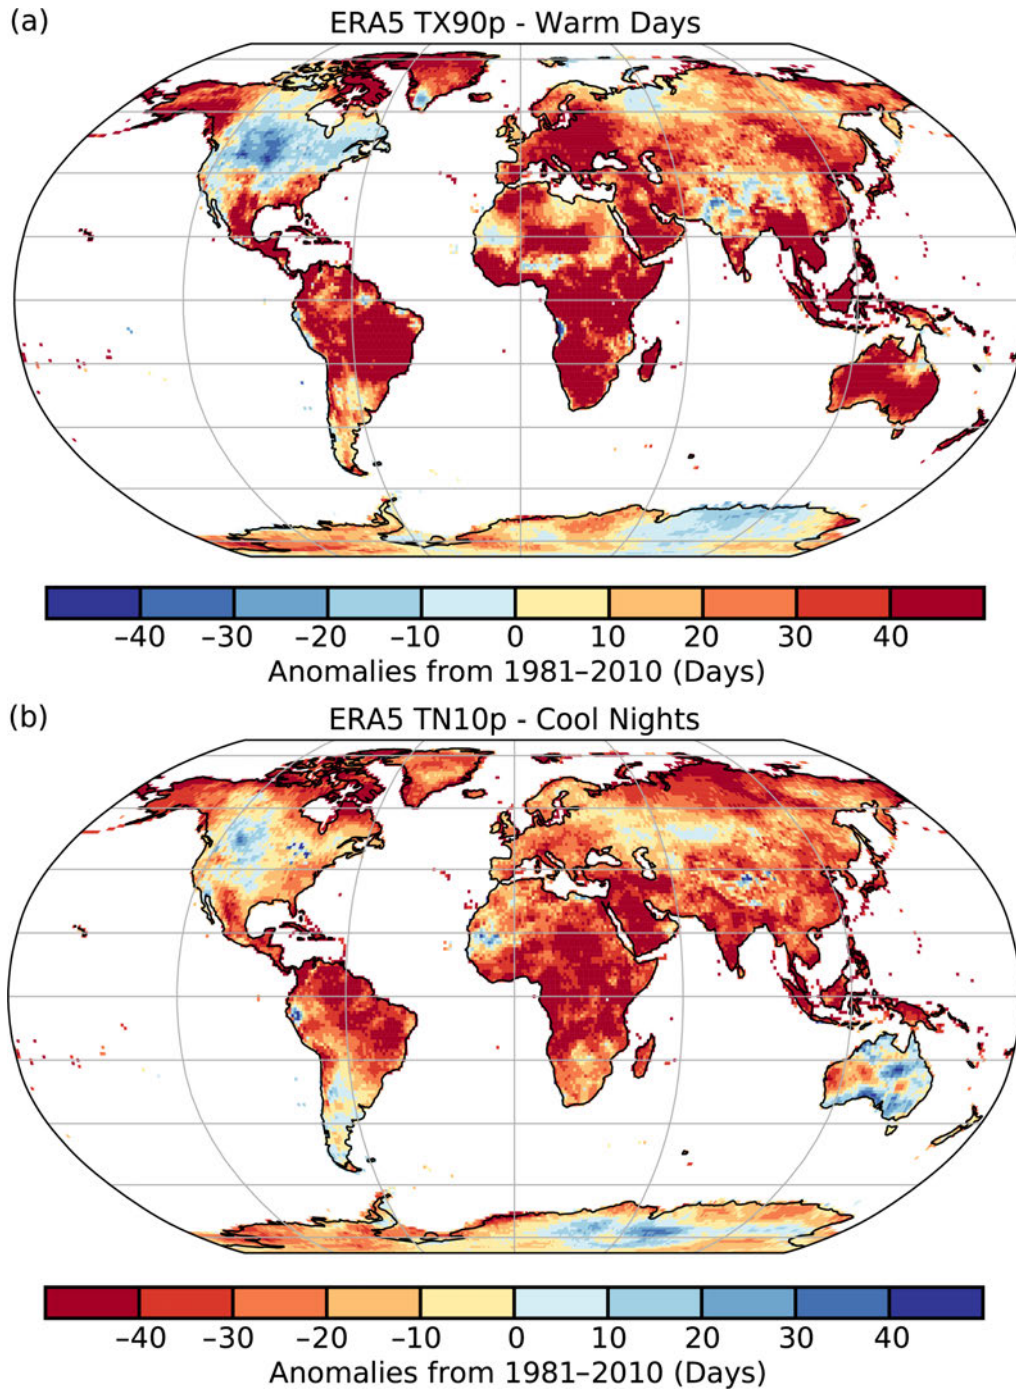 (a)
ERA5 TX90p - Warm Days
–40 –30 –20 –10 0 10 20 30 40
Anomalies from 1981–2010 (Days)
(b)
ERA5 TN10p - Cool Nights
–40 –30 –20 –10 0 10 20 30 40
Anomalies from 1981–2010 (Days)